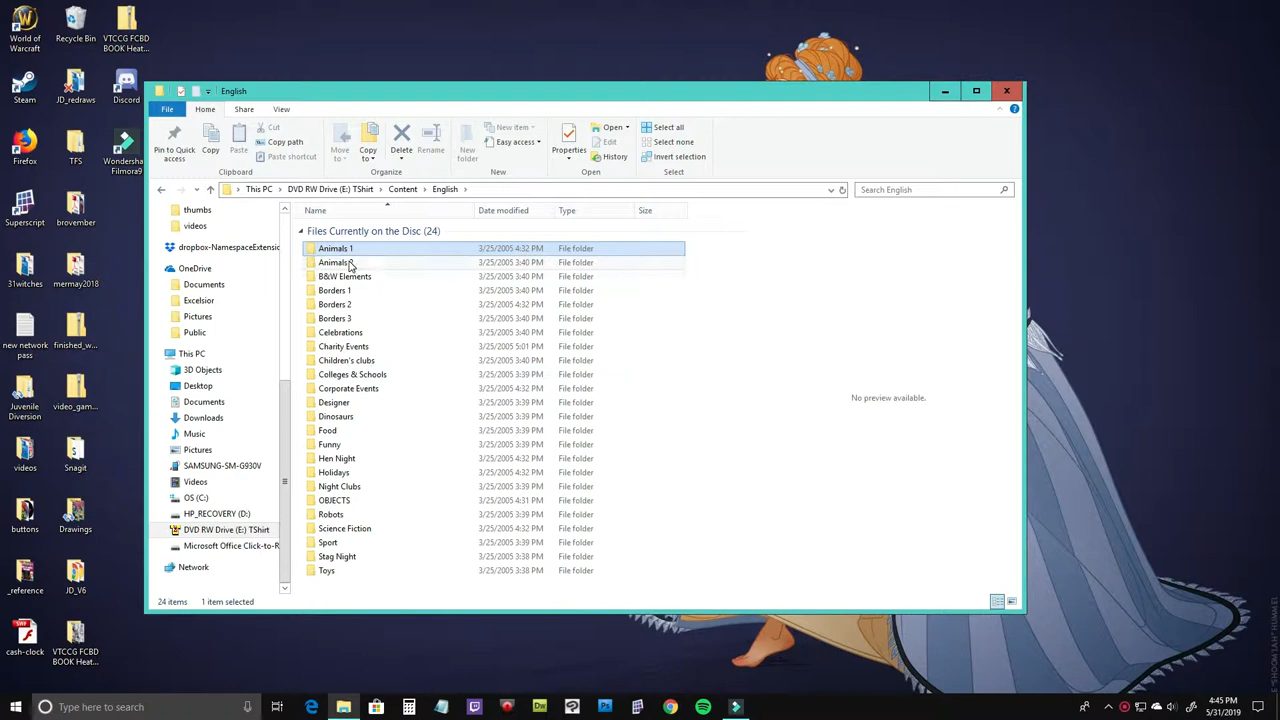 World of Warcraft
Recycle Bin
VTCCG FCBD BOOK Heat...
Steam
JD_redraws
Discord
Firefox
TFS
Wondersha... Filmora9
Superscript
brovember
31witches
mermay2018
new network pass
finished_w...
Juvenile Diversion
video_gam...
videos
Snagit
buttons
Drawings
_reference
JD_V6
cash-clock
VTCCG FCBD BOOK Heat...
English
File Home Share View
Pin to Quick access
Copy
Paste
Cut
Copy path
Paste shortcut
Clipboard
Move to
Copy to
Delete
Rename
Organize
New folder
New item
Easy access
New
Properties
Open
Edit
History
Open
Select all
Select none
Invert selection
Select
This PC > DVD RW Drive (E:) TShirt > Content > English >
Search English
thumbs
videos
dropbox-NamespaceExtensic
OneDrive
Documents
Excelsior
Pictures
Public
This PC
3D Objects
Desktop
Documents
Downloads
Music
Pictures
SAMSUNG-SM-G930V
Videos
OS (C:)
HP_RECOVERY (D:)
DVD RW Drive (E:) TShirt
Microsoft Office Click-to-R
Network
Name Date modified Type Size
Files Currently on the Disc (24)
Animals 1 3/25/2005 4:32 PM File folder
Animals 3/25/2005 3:40 PM File folder
B&W Elements 3/25/2005 3:40 PM File folder
Borders 1 3/25/2005 3:40 PM File folder
Borders 2 3/25/2005 4:32 PM File folder
Borders 3 3/25/2005 3:40 PM File folder
Celebrations 3/25/2005 3:40 PM File folder
Charity Events 3/25/2005 5:01 PM File folder
Children's clubs 3/25/2005 3:40 PM File folder
Colleges & Schools 3/25/2005 3:39 PM File folder
Corporate Events 3/25/2005 4:32 PM File folder
Designer 3/25/2005 3:39 PM File folder
Dinosaurs 3/25/2005 3:39 PM File folder
Food 3/25/2005 3:39 PM File folder
Funny 3/25/2005 3:39 PM File folder
Hen Night 3/25/2005 4:32 PM File folder
Holidays 3/25/2005 4:32 PM File folder
Night Clubs 3/25/2005 3:39 PM File folder
OBJECTS 3/25/2005 4:31 PM File folder
Robots 3/25/2005 3:39 PM File folder
Science Fiction 3/25/2005 4:32 PM File folder
Sport 3/25/2005 3:39 PM File folder
Stag Night 3/25/2005 3:38 PM File folder
Toys 3/25/2005 3:38 PM File folder
No preview available.
24 items 1 item selected
Type here to search
4:45 PM
5/31/2019